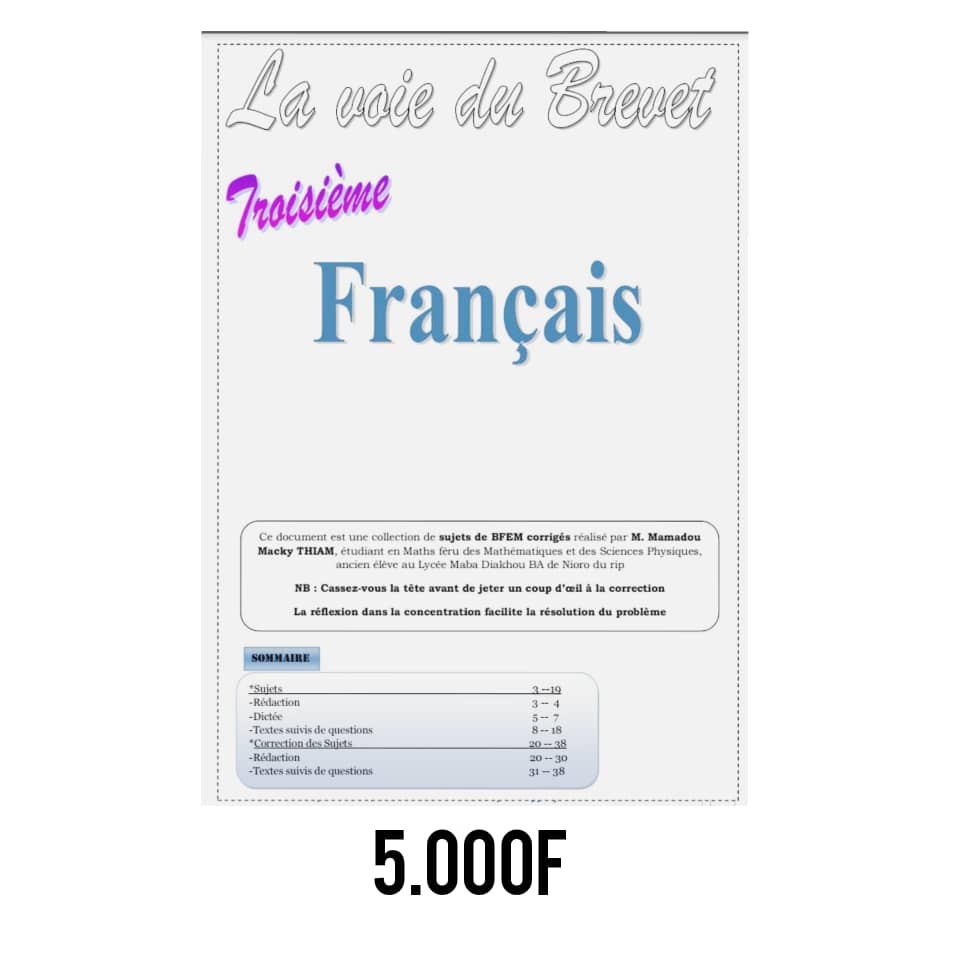 La voie du Brevet
Troisième
Français
Ce document est une collection de sujets de BFEM corrigés réalisé par M. Mamadou
Macky THIAM, étudiant en Maths féru des Mathématiques et des Sciences Physiques,
ancien élève au Lycée Maba Diakhou BA de Nioro du rip
NB : Cassez-vous la tête avant de jeter un coup d'œil à la correction
La réflexion dans la concentration facilite la résolution du problème
SOMMAIRE
*Sujets 3 --19
-Rédaction 3 -- 4
-Dictée 5 -- 7
-Textes suivis de questions 8 -- 18
*Correction des Sujets 20 -- 38
-Rédaction 20 -- 30
-Textes suivis de questions 31 -- 38
5.000F